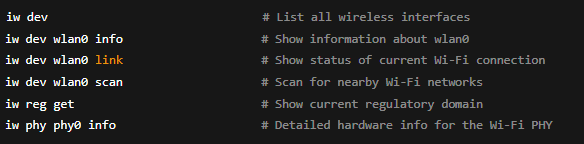 iw dev # List all wireless interfaces
iw dev wlan0 info # Show information about wlan0
iw dev wlan0 link # Show status of current Wi-Fi connection
iw dev wlan0 scan # Scan for nearby Wi-Fi networks
iw reg get # Show current regulatory domain
iw phy phy0 info # Detailed hardware info for the Wi-Fi PHY